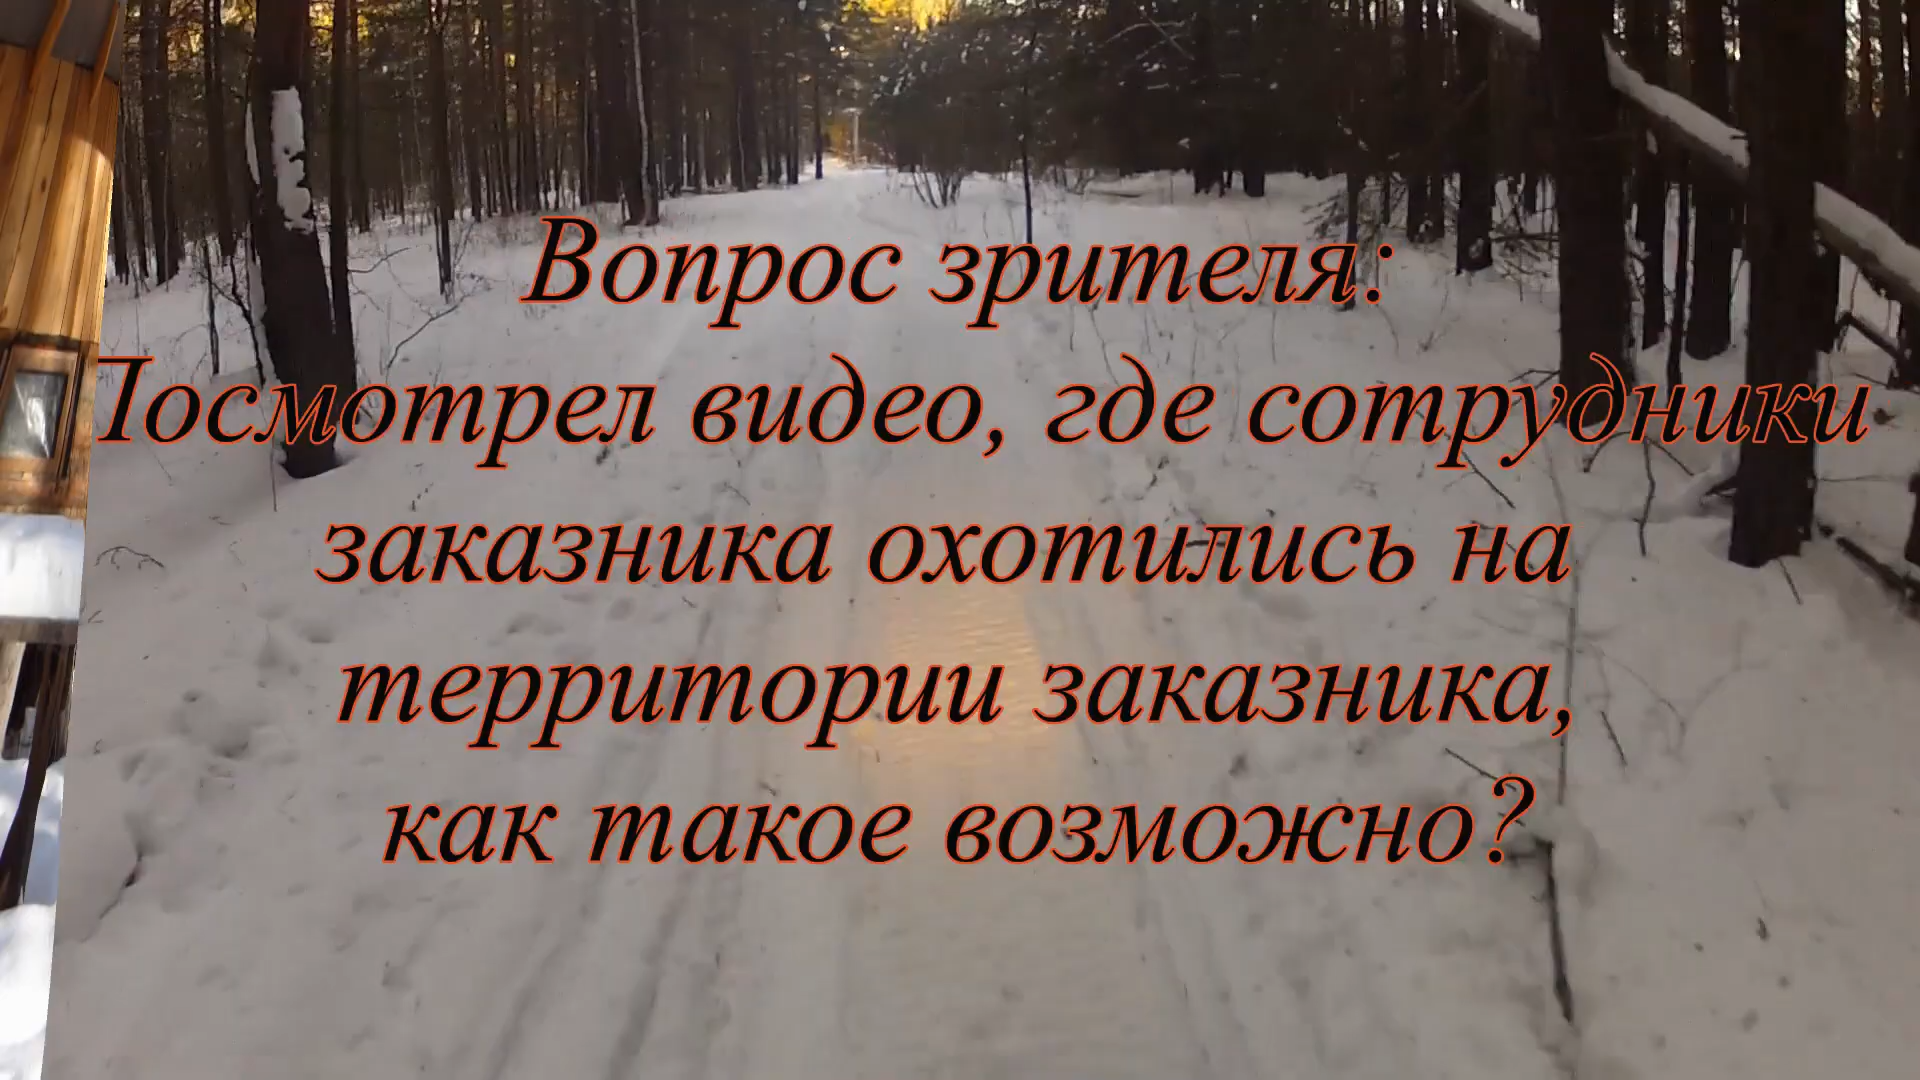 Вопрос зрителя:
Посмотрел видео, где сотрудники
заказника охотились на
территории заказника,
как такое возможно?